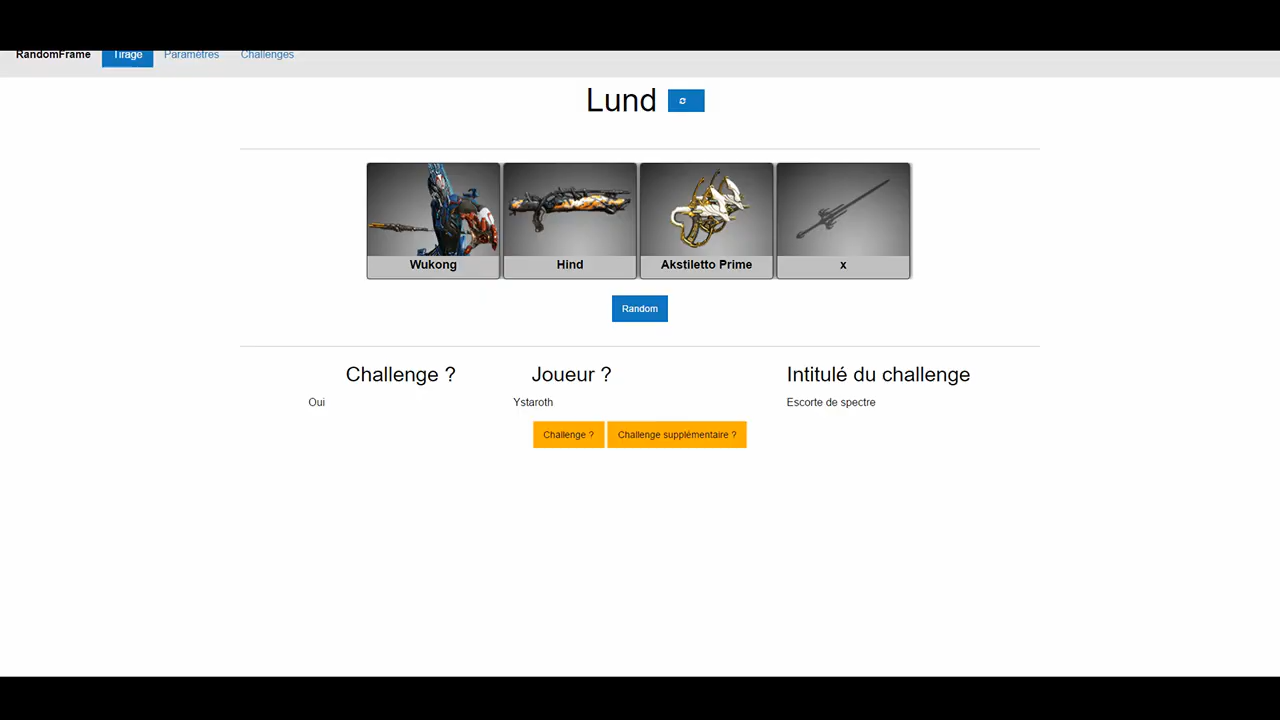 RandomFrame Tirage Paramètres Challenges
Lund
Wukong Hind Akstiletto Prime x
Random
Challenge ? Joueur ? Intitulé du challenge
Oui Ystaroth Escorte de spectre
Challenge ? Challenge supplémentaire ?